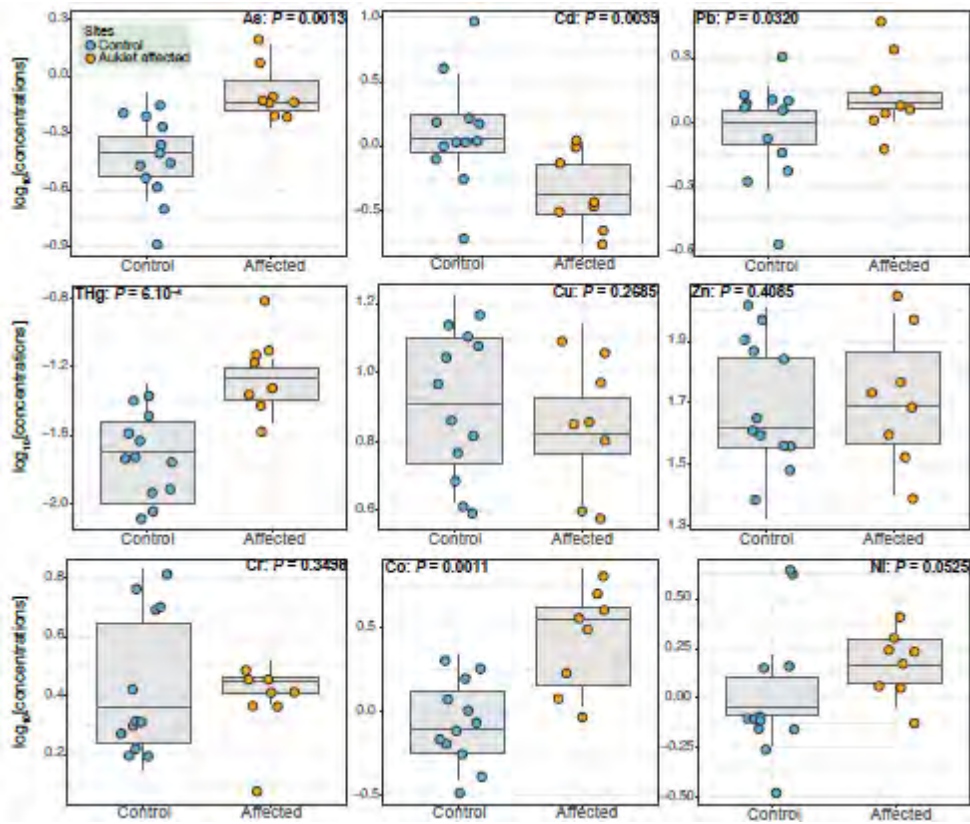 As: P = 0.0013
Cd: P = 0.0039
Pb: P = 0.0320
Sites
Control
Auklet affected
log10[concentrations]
0.3
0.0
−0.3
−0.6
−0.9
1.0
0.5
0.0
−0.5
0.3
0.0
−0.3
−0.6
Control Affected
Control Affected
Control Affected
THg: P = 6.10⁻⁴
Cu: P = 0.2685
Zn: P = 0.4085
log10[concentrations]
−0.8
−1.2
−1.6
−2.0
1.2
1.0
0.8
0.6
1.9
1.7
1.5
1.3
Control Affected
Control Affected
Control Affected
Cr: P = 0.3498
Co: P = 0.0011
Ni: P = 0.0525
log10[concentrations]
0.8
0.6
0.4
0.2
0.5
0.0
−0.5
0.50
0.25
0.00
−0.25
−0.50
Control Affected
Control Affected
Control Affected